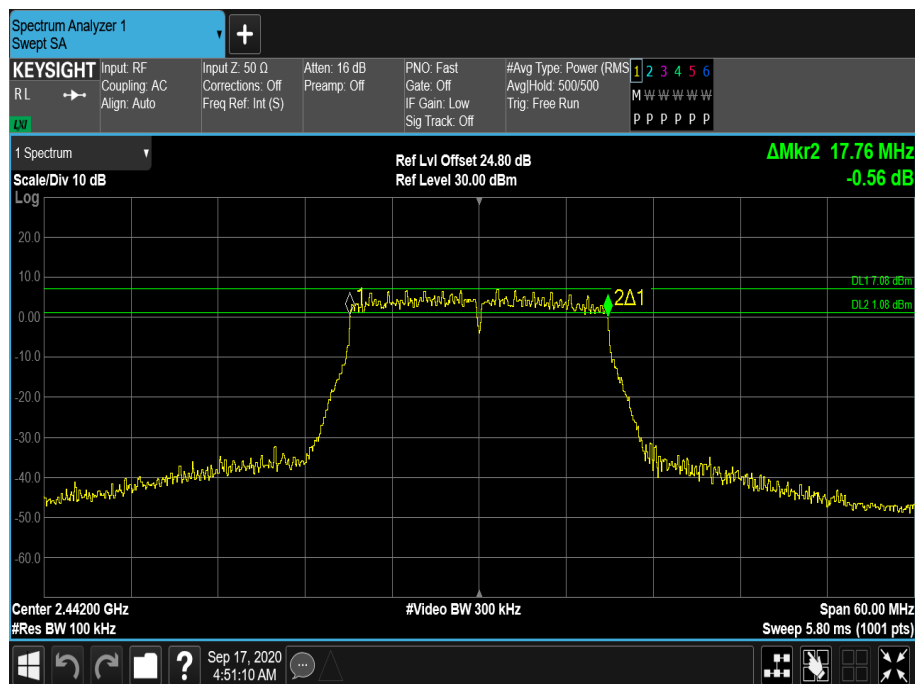 Spectrum Analyzer 1
Swept SA
KEYSIGHT
R L
LXI
Input: RF
Coupling: AC
Align: Auto
Input Z: 50 Ω
Corrections: Off
Freq Ref: Int (S)
Atten: 16 dB
Preamp: Off
PNO: Fast
Gate: Off
IF Gain: Low
Sig Track: Off
#Avg Type: Power (RMS
Avg|Hold: 500/500
Trig: Free Run
1 2 3 4 5 6
M W W W W W
P P P P P P
1 Spectrum
Scale/Div 10 dB
Ref Lvl Offset 24.80 dB
Ref Level 30.00 dBm
ΔMkr2 17.76 MHz
-0.56 dB
Log
20.0
10.0
0.00
-10.0
-20.0
-30.0
-40.0
-50.0
-60.0
DL1 7.08 dBm
DL2 1.08 dBm
1
2Δ1
Center 2.44200 GHz
#Res BW 100 kHz
#Video BW 300 kHz
Span 60.00 MHz
Sweep 5.80 ms (1001 pts)
?
Sep 17, 2020
4:51:10 AM